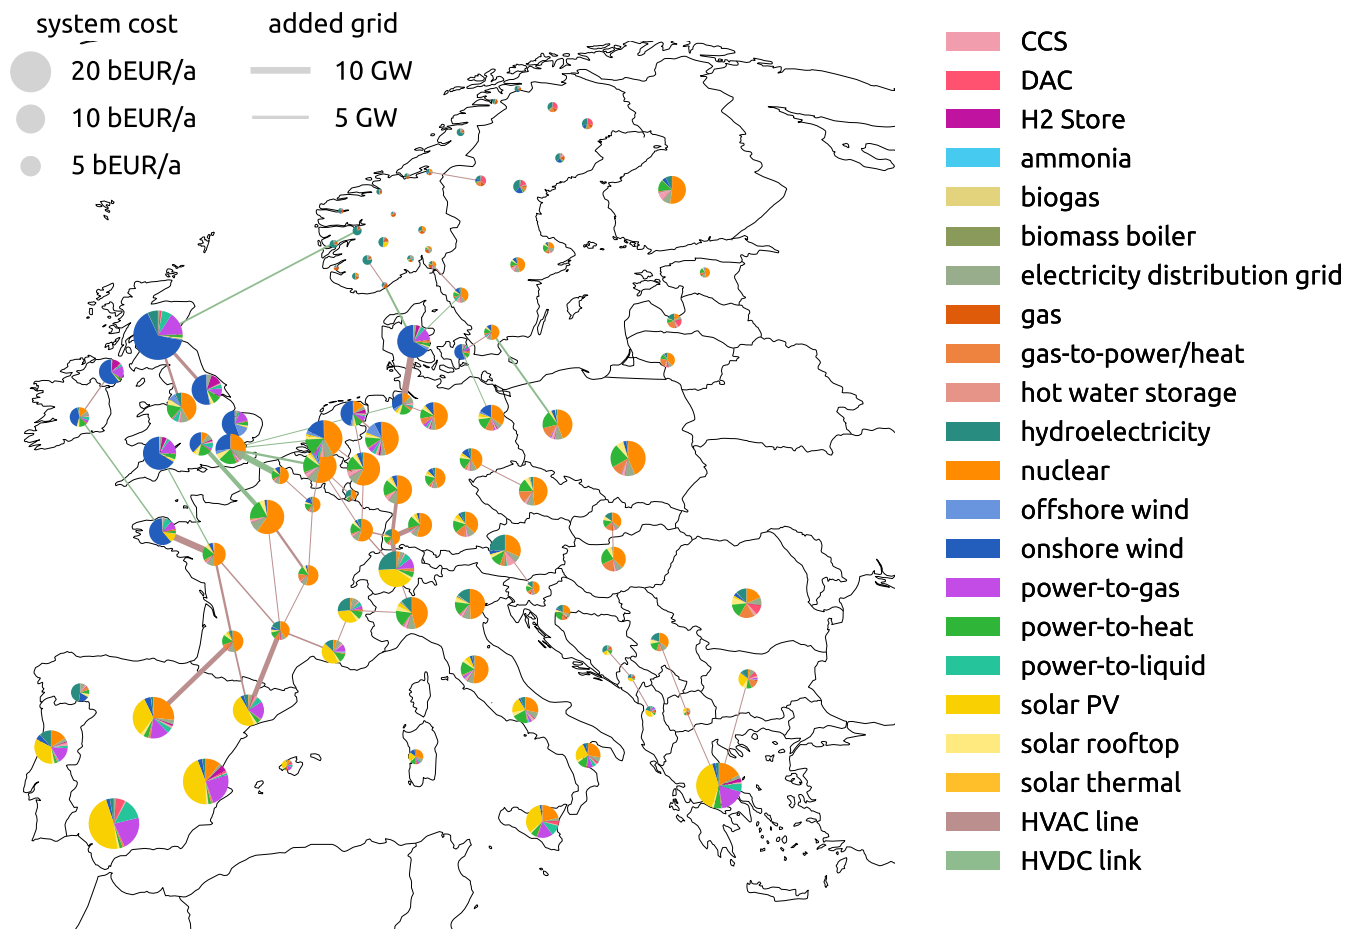 system cost
20 bEUR/a
10 bEUR/a
5 bEUR/a
added grid
10 GW
5 GW
CCS
DAC
H2 Store
ammonia
biogas
biomass boiler
electricity distribution grid
gas
gas-to-power/heat
hot water storage
hydroelectricity
nuclear
offshore wind
onshore wind
power-to-gas
power-to-heat
power-to-liquid
solar PV
solar rooftop
solar thermal
HVAC line
HVDC link